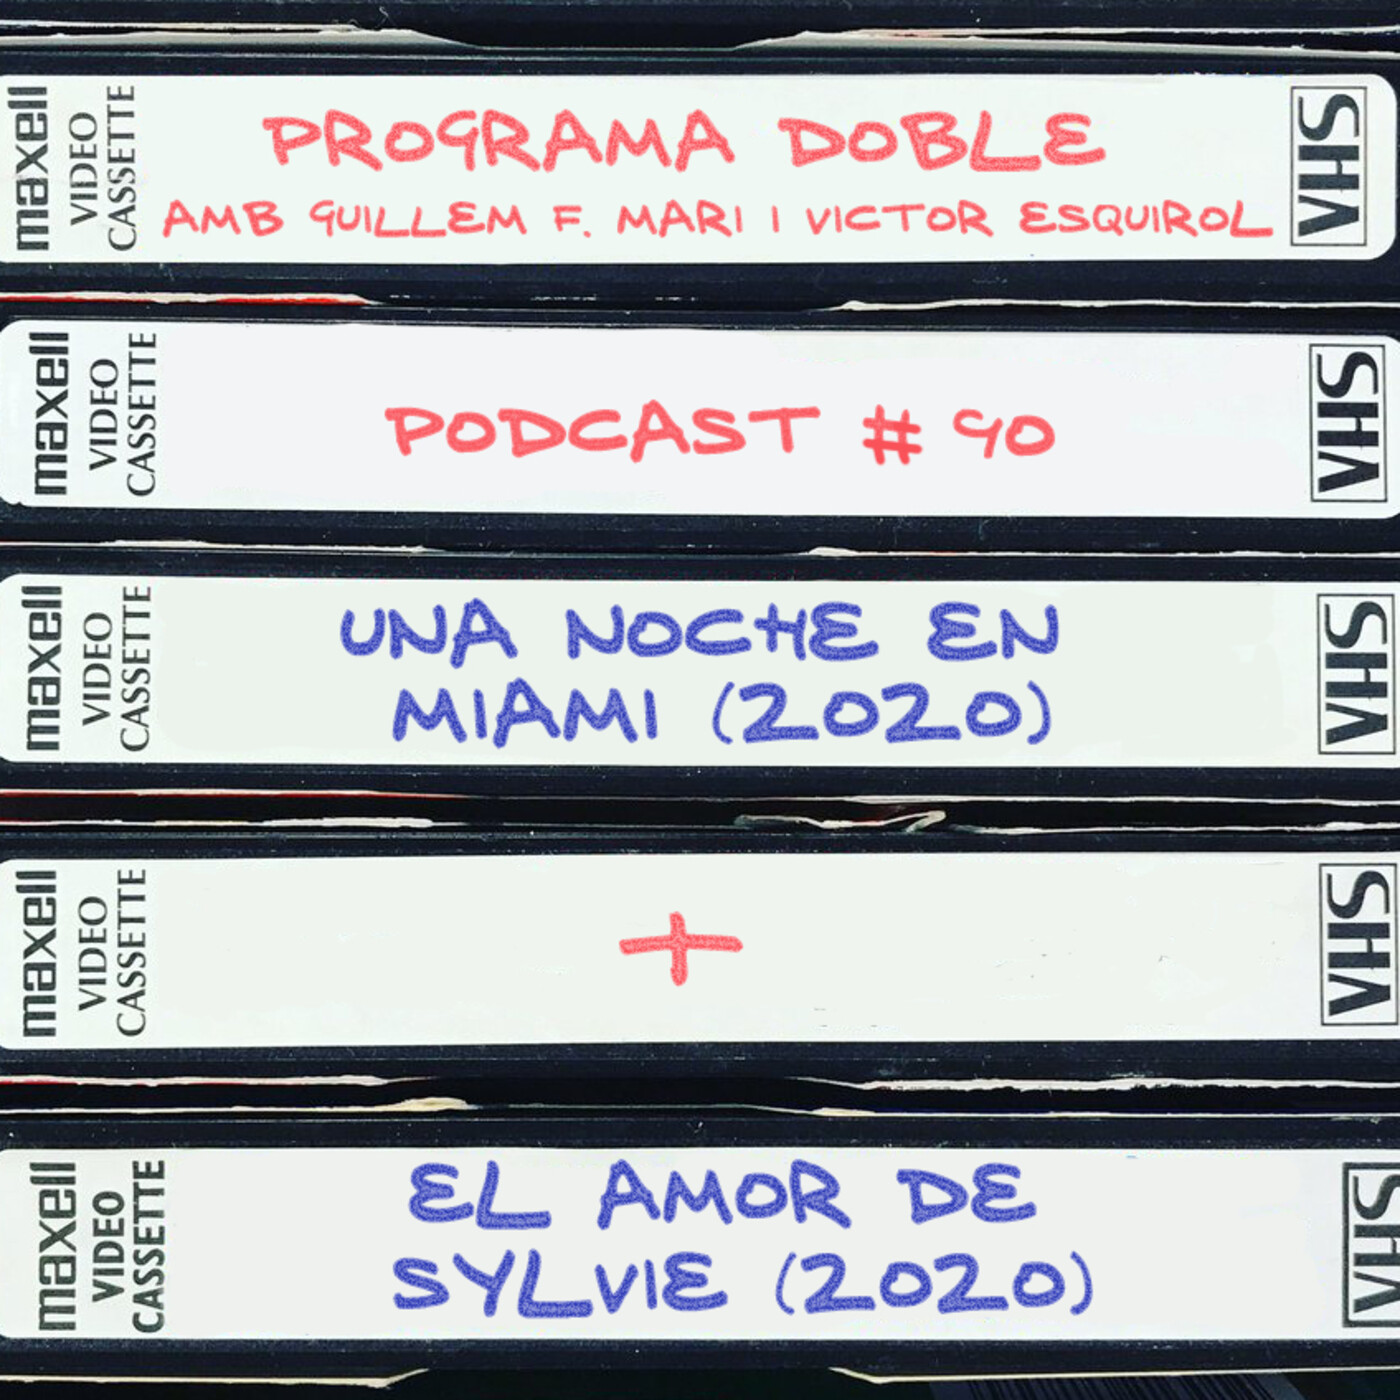 maxell
VIDEO
CASSETTE
PROGRAMA DOBLE
AMB GUILLEM F. MARI I VICTOR ESQUIROL
VHS
maxell
VIDEO
CASSETTE
PODCAST # 90
VHS
maxell
VIDEO
CASSETTE
UNA NOCHE EN
MIAMI (2020)
VHS
maxell
VIDEO
CASSETTE
+
VHS
maxell
VIDEO
CASSETTE
EL AMOR DE
SYLVIE (2020)
VHS